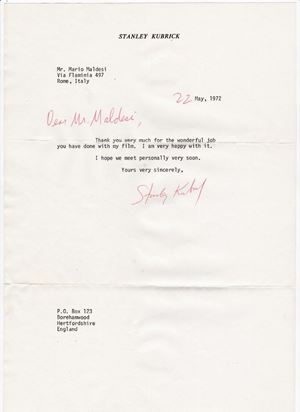 STANLEY KUBRICK
Mr. Mario Maldesi
Via Flaminia 497
Rome, Italy
22 May, 1972
Dear Mr. Maldesi,
Thank you very much for the wonderful job
you have done with my film. I am very happy with it.
I hope we meet personally very soon.
Yours very sincerely,
Stanley Kubrick
P.O. Box 123
Borehamwood
Hertfordshire
England